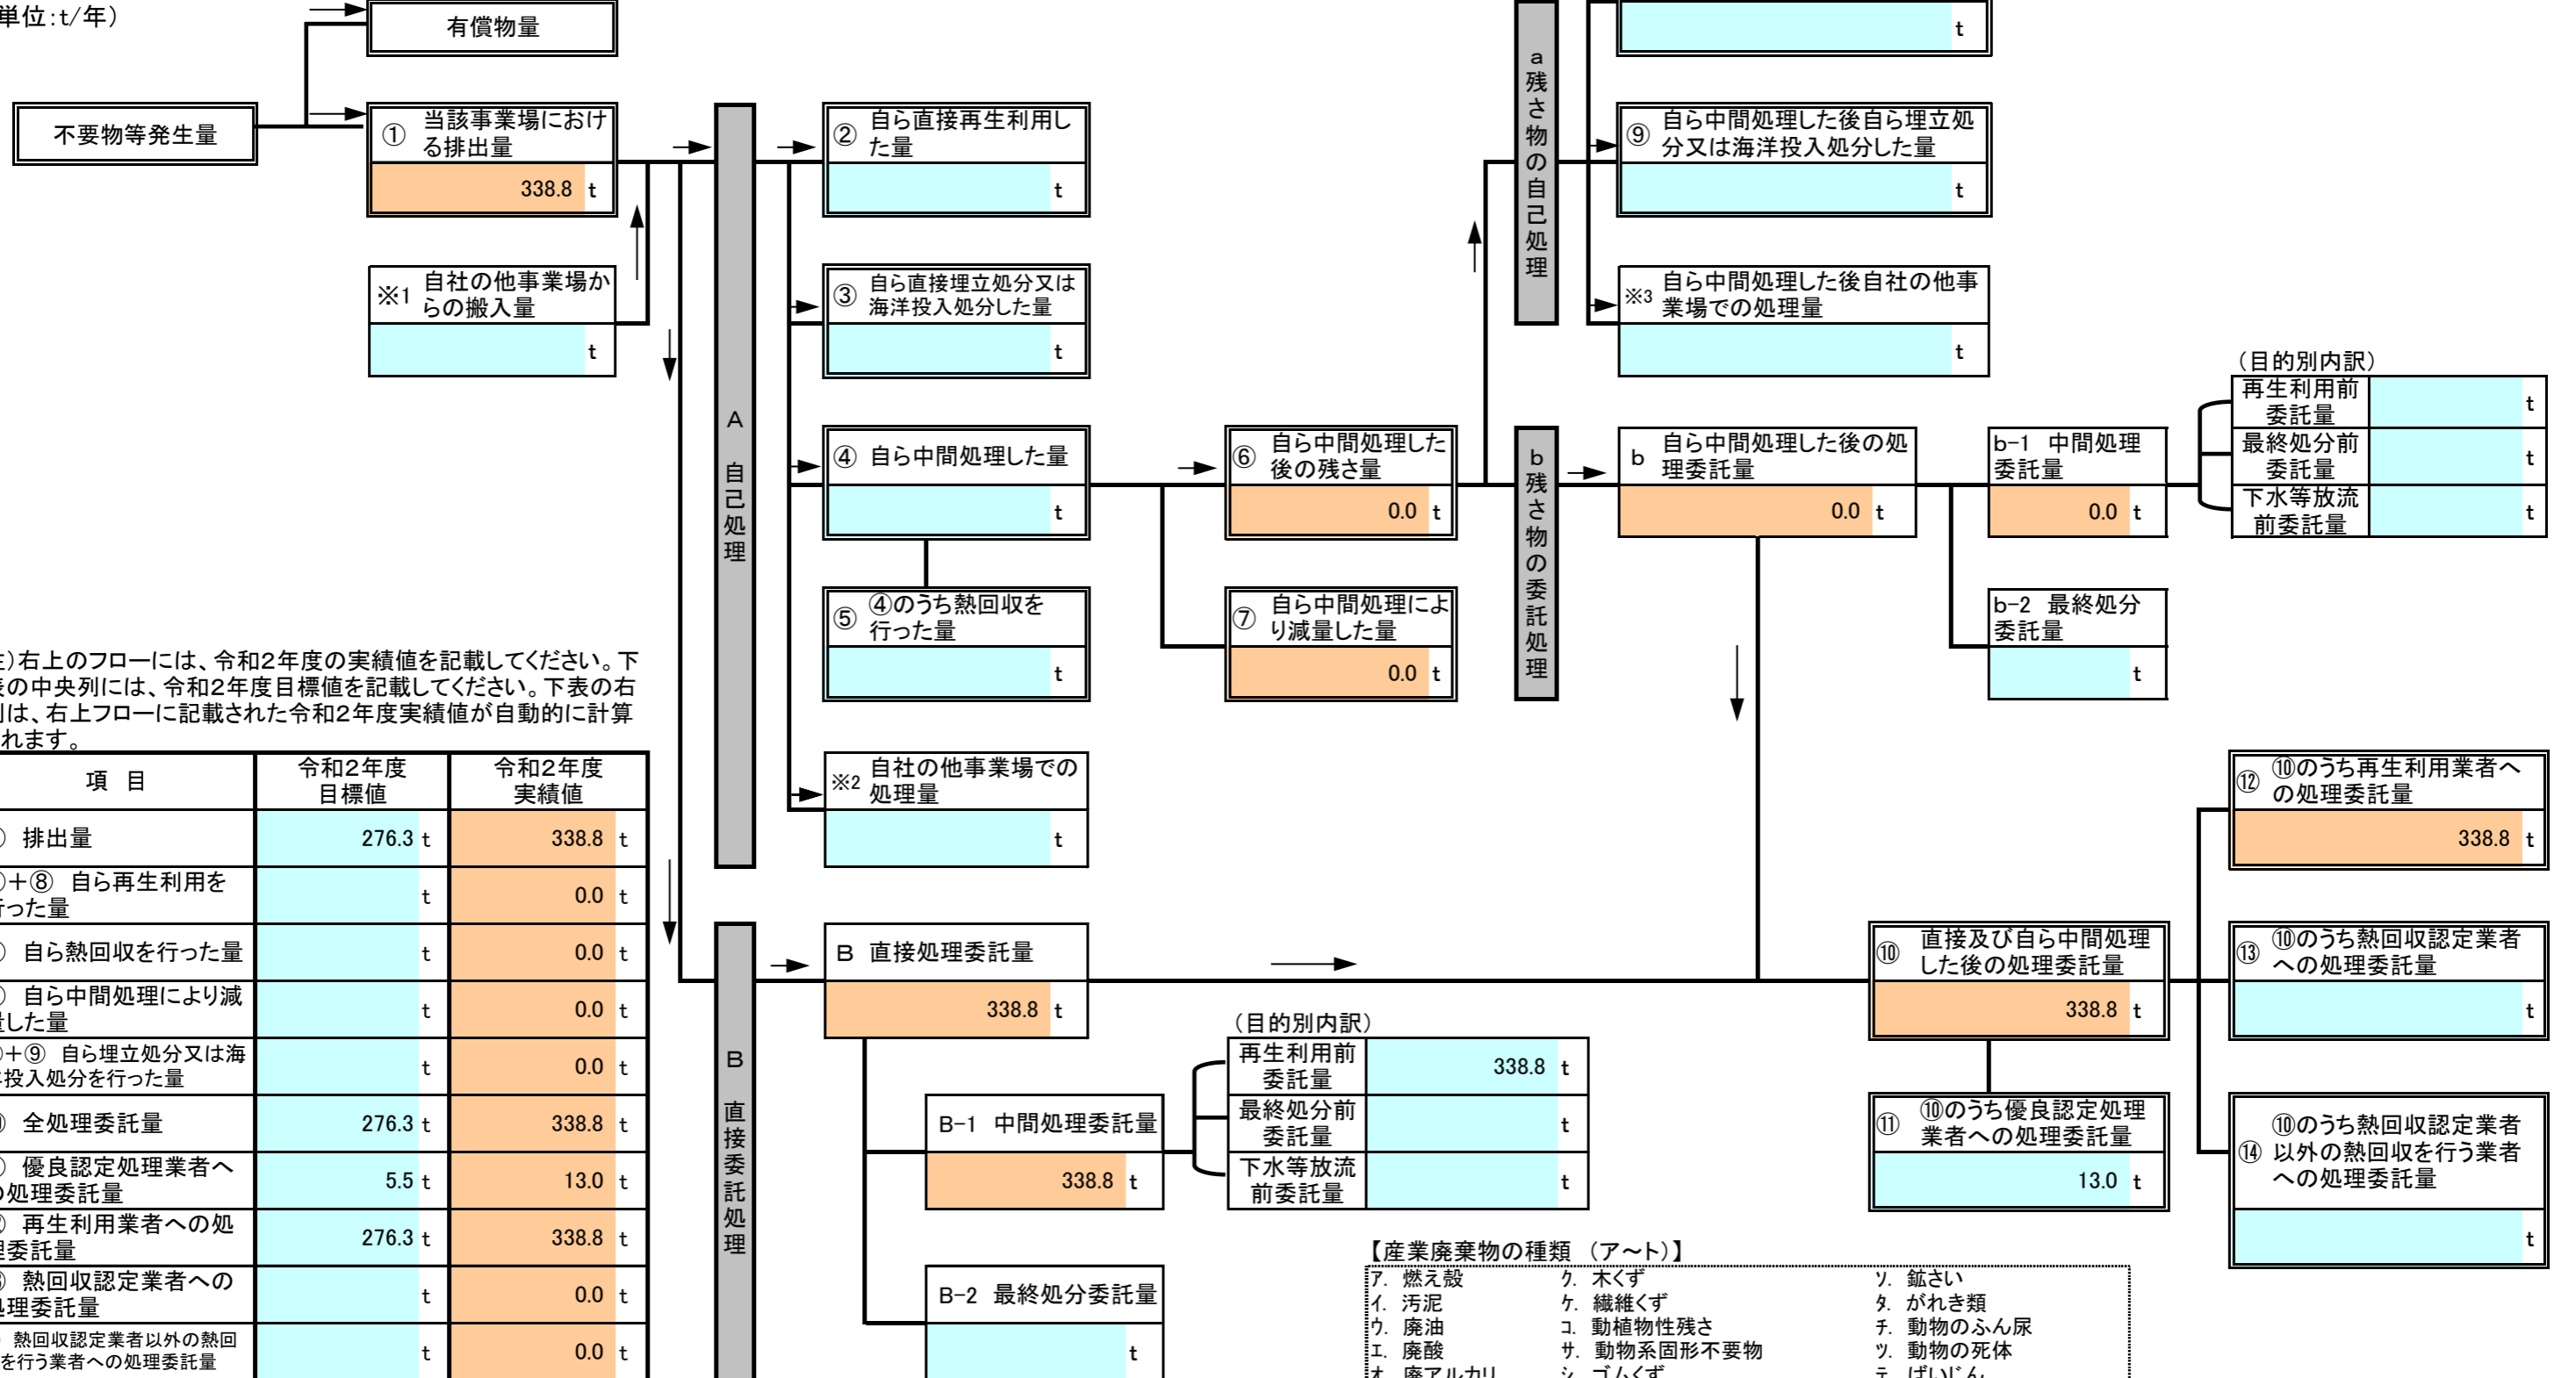 単位:t/年)
有償物量
不要物等発生量
① 当該事業場におけ
る排出量
338.8 t
※1 自社の他事業場か
らの搬入量
t
A 自己処理
② 自ら直接再生利用し
た量
t
③ 自ら直接埋立処分又は
海洋投入処分した量
t
④ 自ら中間処理した量
t
⑤ ④のうち熱回収を
行った量
t
※2 自社の他事業場での
処理量
t
⑥ 自ら中間処理した
後の残さ量
0.0 t
⑦ 自ら中間処理によ
り減量した量
0.0 t
a残さ物の自己処理
t
⑨ 自ら中間処理した後自ら埋立処
分又は海洋投入処分した量
t
※3 自ら中間処理した後自社の他事
業場での処理量
t
b残さ物の委託処理
b 自ら中間処理した後の処
理委託量
0.0 t
b-1 中間処理
委託量
0.0 t
b-2 最終処分
委託量
t
(目的別内訳)
再生利用前
委託量
t
最終処分前
委託量
t
下水等放流
前委託量
t
)右上のフローには、令和2年度の実績値を記載してください。下
の中央列には、令和2年度目標値を記載してください。下表の右
は、右上フローに記載された令和2年度実績値が自動的に計算
れます。
項 目
令和2年度
目標値
令和2年度
実績値
排出量
276.3 t
338.8 t
+⑧ 自ら再生利用を
った量
t
0.0 t
自ら熱回収を行った量
t
0.0 t
自ら中間処理により減
した量
t
0.0 t
+⑨ 自ら埋立処分又は海
投入処分を行った量
t
0.0 t
全処理委託量
276.3 t
338.8 t
優良認定処理業者へ
処理委託量
5.5 t
13.0 t
再生利用業者への処
委託量
276.3 t
338.8 t
熱回収認定業者への
理委託量
t
0.0 t
熱回収認定業者以外の熱回
を行う業者への処理委託量
t
0.0 t
B 直接委託処理
B 直接処理委託量
338.8 t
B-1 中間処理委託量
338.8 t
B-2 最終処分委託量
t
(目的別内訳)
再生利用前
委託量
338.8 t
最終処分前
委託量
t
下水等放流
前委託量
t
⑩ 直接及び自ら中間処理
した後の処理委託量
338.8 t
⑪ ⑩のうち優良認定処理
業者への処理委託量
13.0 t
⑫ ⑩のうち再生利用業者へ
の処理委託量
338.8 t
⑬ ⑩のうち熱回収認定業者
への処理委託量
t
⑭ ⑩のうち熱回収認定業者
以外の熱回収を行う業者
への処理委託量
t
【産業廃棄物の種類 (ア~ト)】
ア. 燃え殻 ク. 木くず ソ. 鉱さい
イ. 汚泥 ケ. 繊維くず タ. がれき類
ウ. 廃油 コ. 動植物性残さ チ. 動物のふん尿
エ. 廃酸 サ. 動物系固形不要物 ツ. 動物の死体
オ. 廃アルカリ シ. ゴムくず テ. ばいじん